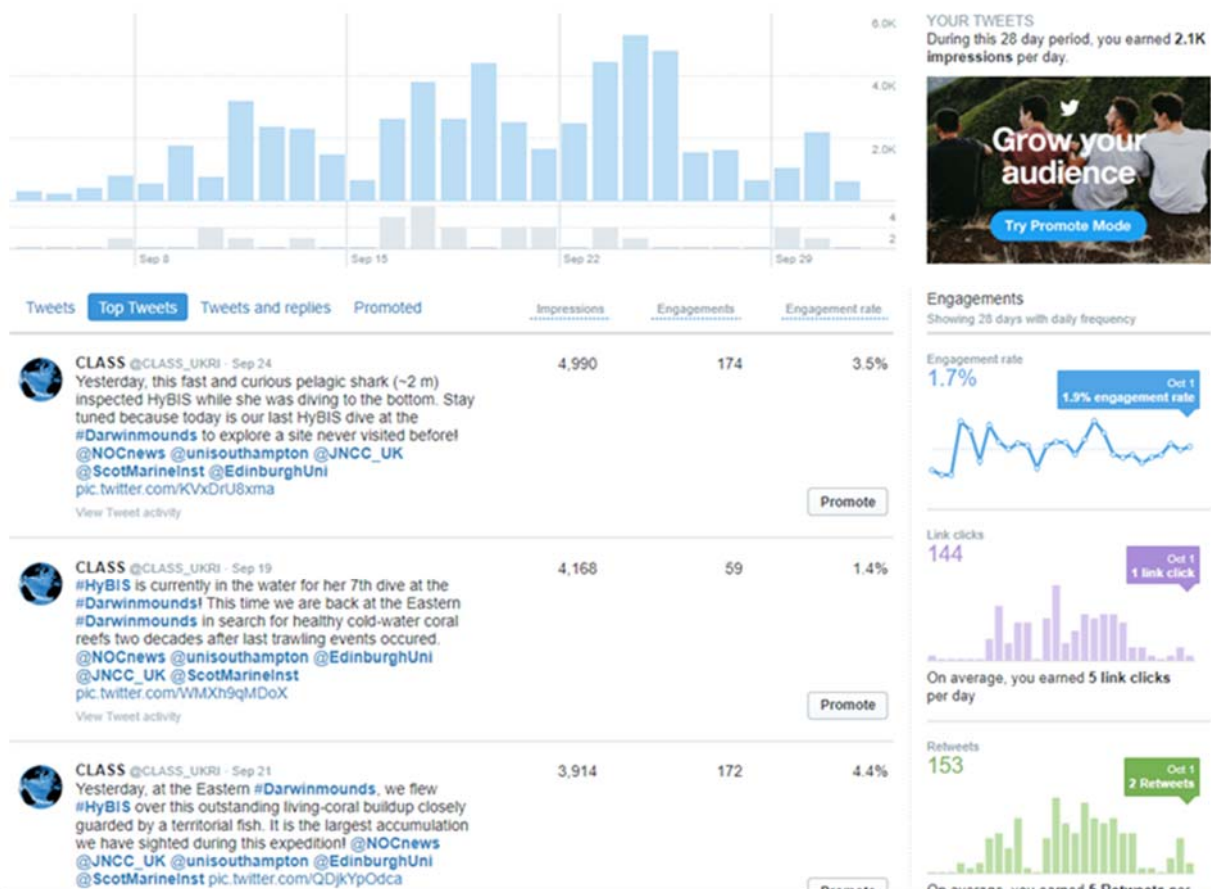 6.0K
4.0K
2.0K
4
2
Sep 8
Sep 15
Sep 22
Sep 29
YOUR TWEETS
During this 28 day period, you earned 2.1K
impressions per day.
Grow your
audience
Try Promote Mode
Tweets Top Tweets Tweets and replies Promoted
Impressions Engagements Engagement rate
CLASS @CLASS_UKRI · Sep 24
Yesterday, this fast and curious pelagic shark (~2 m)
inspected HyBIS while she was diving to the bottom. Stay
tuned because today is our last HyBIS dive at the
#Darwinmounds to explore a site never visited before!
@NOCnews @unisouthampton @JNCC_UK
@ScotMarineInst @EdinburghUni
pic.twitter.com/KVxDrU8xma
View Tweet activity
4,990 174 3.5%
Promote
CLASS @CLASS_UKRI · Sep 19
#HyBIS is currently in the water for her 7th dive at the
#Darwinmounds! This time we are back at the Eastern
#Darwinmounds in search for healthy cold-water coral
reefs two decades after last trawling events occured.
@NOCnews @unisouthampton @EdinburghUni
@JNCC_UK @ScotMarineInst
pic.twitter.com/WMXh9qMDoX
View Tweet activity
4,168 59 1.4%
Promote
CLASS @CLASS_UKRI · Sep 21
Yesterday, at the Eastern #Darwinmounds, we flew
#HyBIS over this outstanding living-coral buildup closely
guarded by a territorial fish. It is the largest accumulation
we have sighted during this expedition! @NOCnews
@JNCC_UK @unisouthampton @EdinburghUni
@ScotMarineInst pic.twitter.com/QDjkYpOdca
3,914 172 4.4%
Promote
Engagements
Showing 28 days with daily frequency
Engagement rate
1.7%
Oct 1
1.9% engagement rate
Link clicks
144
Oct 1
1 link click
On average, you earned 5 link clicks
per day
Retweets
153
Oct 1
2 Retweets
On average, you earned 5 Retweets per